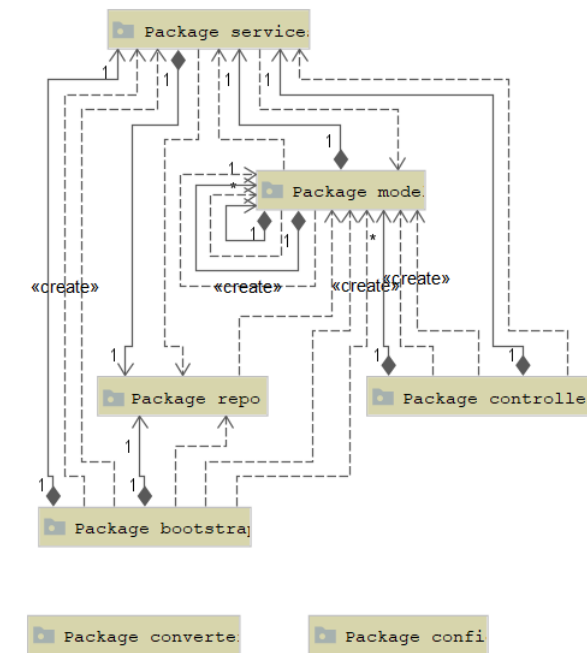 Package service
1
1
1
1
1
1
*
Package mode
1
1
*
«create»
«create»
«create»
«create»
1
1
1
Package repo
Package controlle
1
1
1
Package bootstrap
Package converte
Package confi